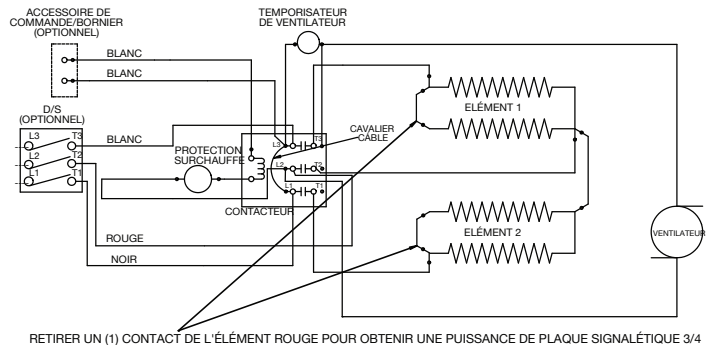 ACCESSOIRE DE
COMMANDE/BORNIER
(OPTIONNEL)
TEMPORISATEUR
DE VENTILATEUR
BLANC
BLANC
D/S
(OPTIONNEL)
L3 T3
L2 T2
L1 T1
BLANC
PROTECTION
SURCHAUFFE
L3 T3
L2 T2
L1 T1
CAVALIER
CÂBLE
CONTACTEUR
ELÉMENT 1
ELÉMENT 2
VENTILATEUR
ROUGE
NOIR
RETIRER UN (1) CONTACT DE L'ÉLÉMENT ROUGE POUR OBTENIR UNE PUISSANCE DE PLAQUE SIGNALÉTIQUE 3/4